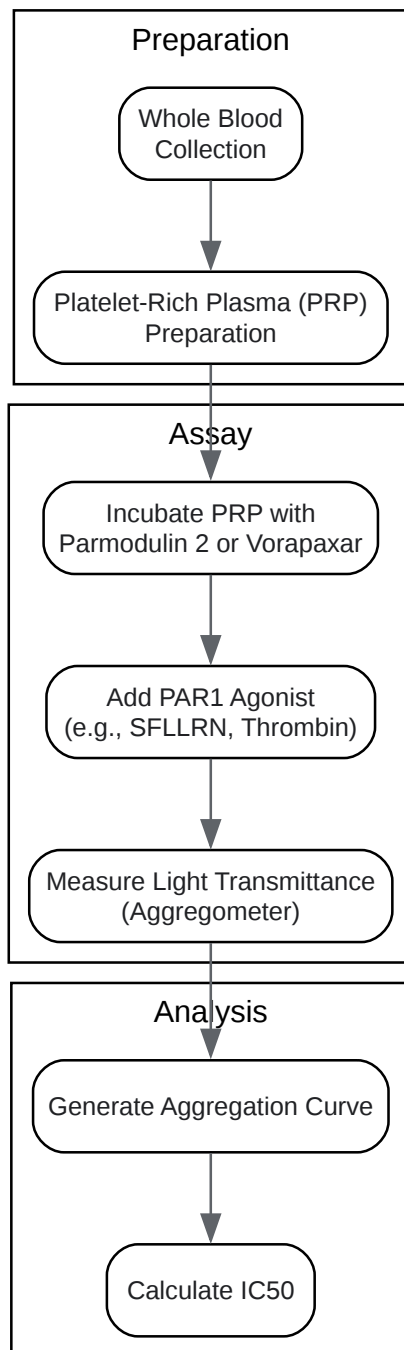 Preparation
Whole Blood
Collection
Platelet-Rich Plasma (PRP)
Preparation
Assay
Incubate PRP with
Parmodulin 2 or Vorapaxar
Add PAR1 Agonist
(e.g., SFLLRN, Thrombin)
Measure Light Transmittance
(Aggregometer)
Analysis
Generate Aggregation Curve
Calculate IC50